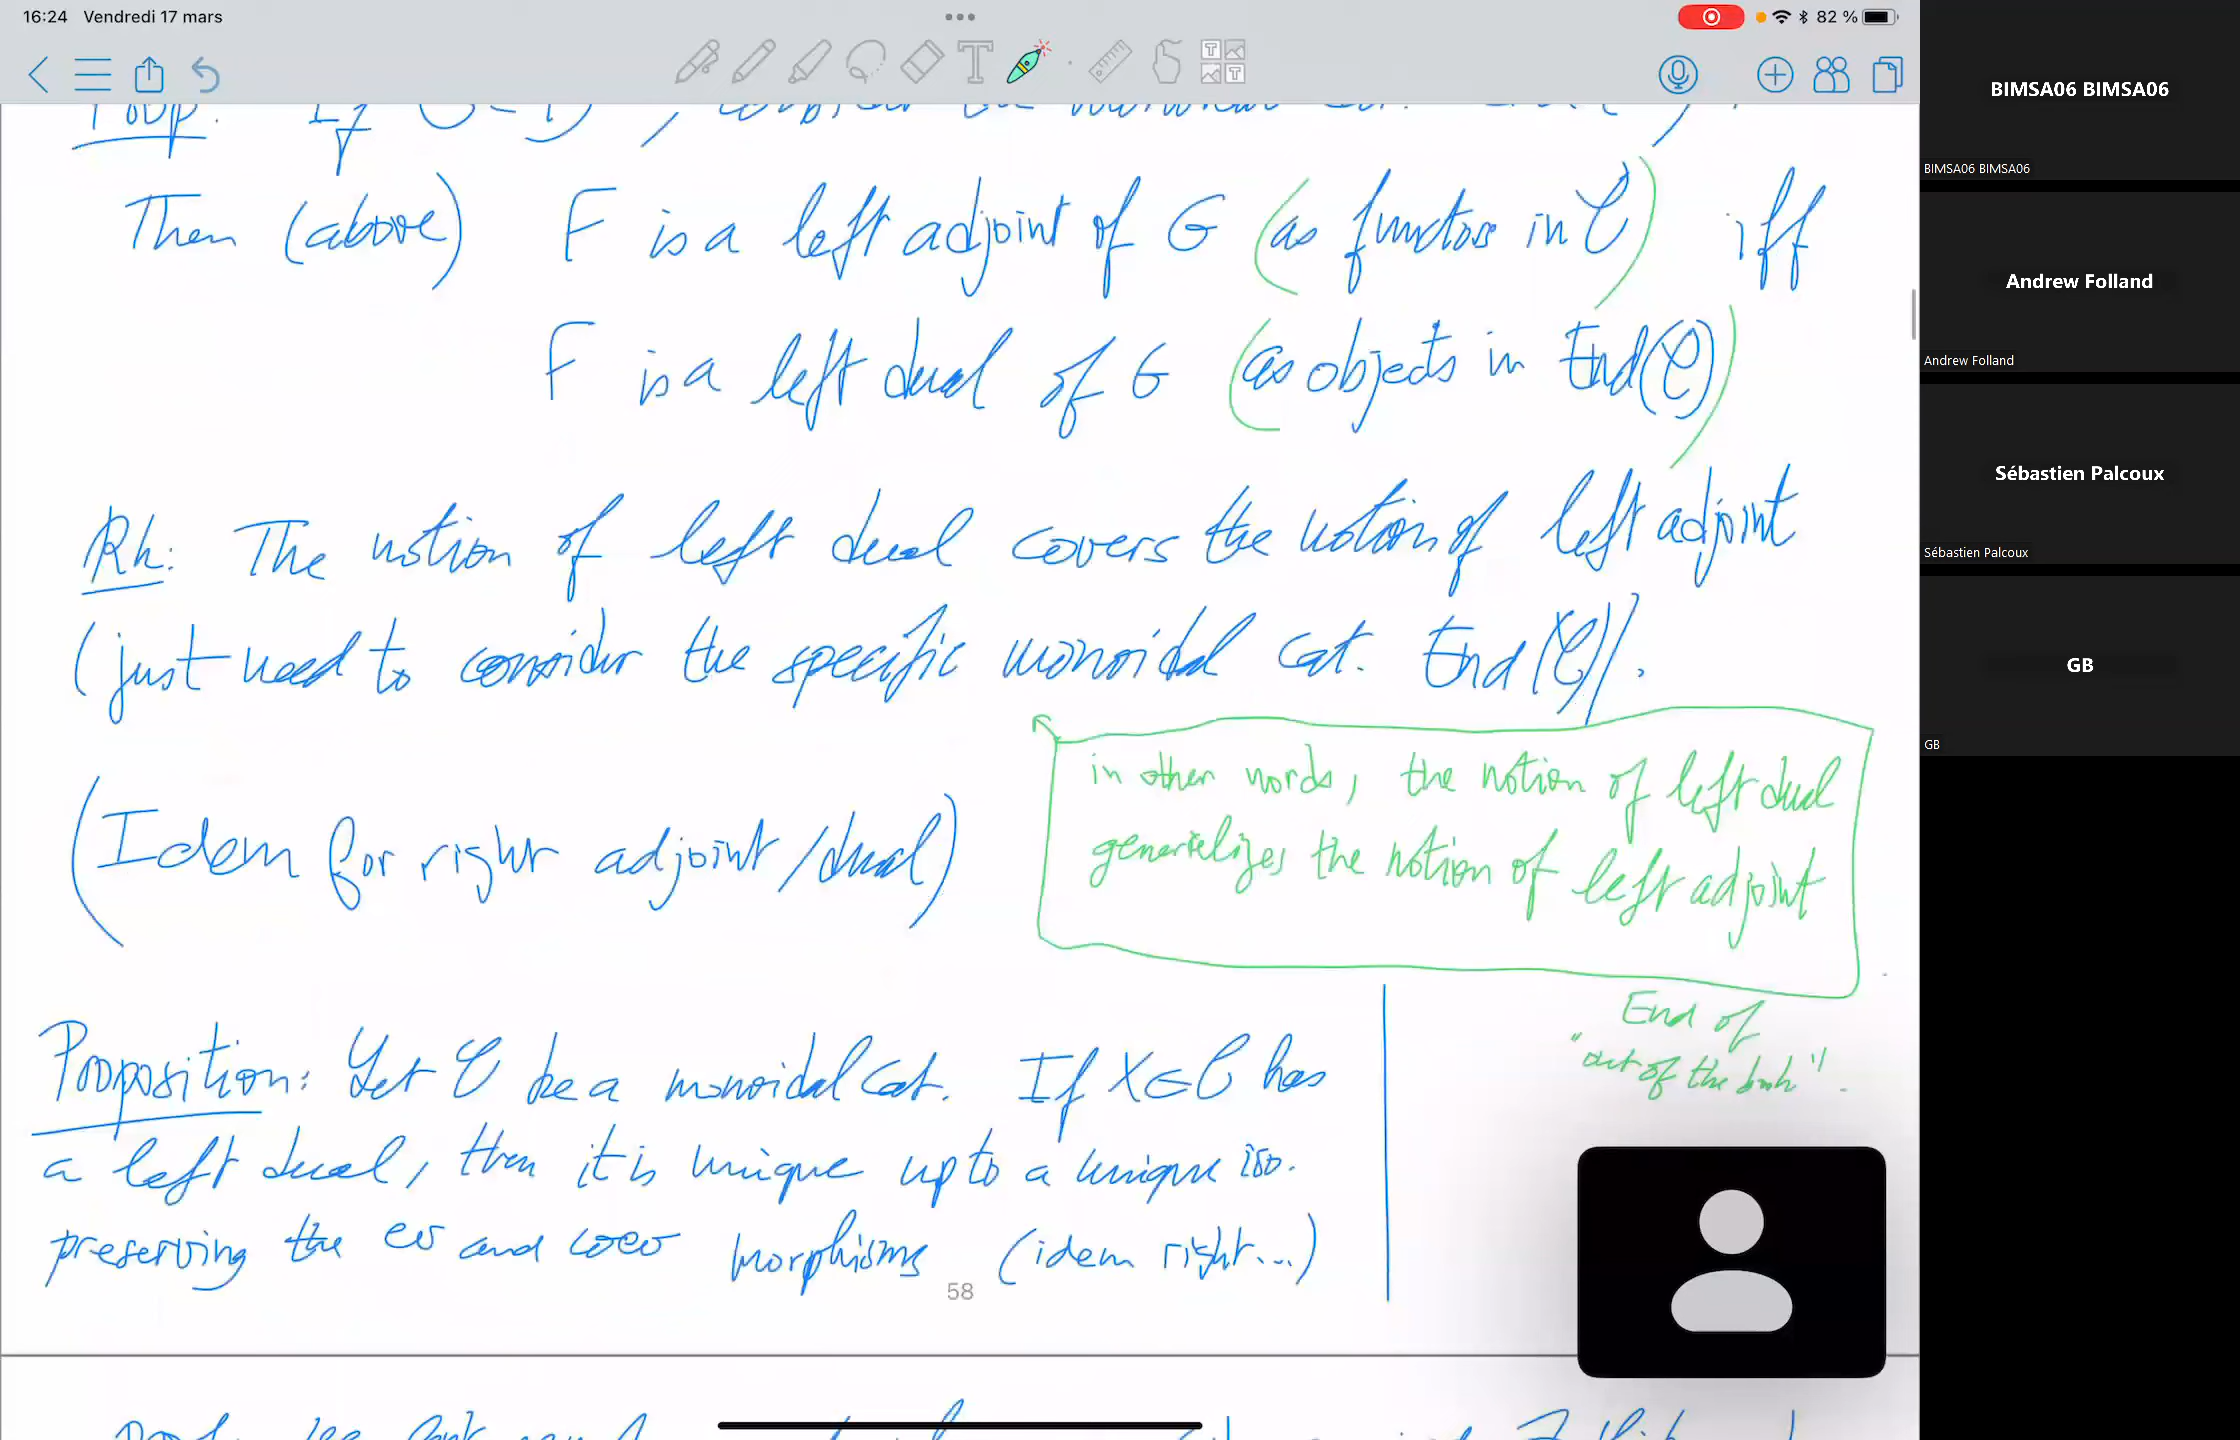 16:24 Vendredi 17 mars
82 %
Then (above) F is a left adjoint of G (as functors in C) iff
F is a left dual of G (as objects in End(C))
Rk: The notion of left dual covers the notion of left adjoint
(just need to consider the specific monoidal cat. End(C)).
in other words, the notion of left dual
generalizes the notion of left adjoint
(Idem for right adjoint/dual)
End of
"out of the book".
Proposition: Let C be a monoidal cat. If X∈C has
a left dual, then it is unique up to a unique iso.
preserving the ev and coev morphisms (idem right...)
58
BIMSA06 BIMSA06
BIMSA06 BIMSA06
Andrew Folland
Andrew Folland
Sébastien Palcoux
Sébastien Palcoux
GB
GB